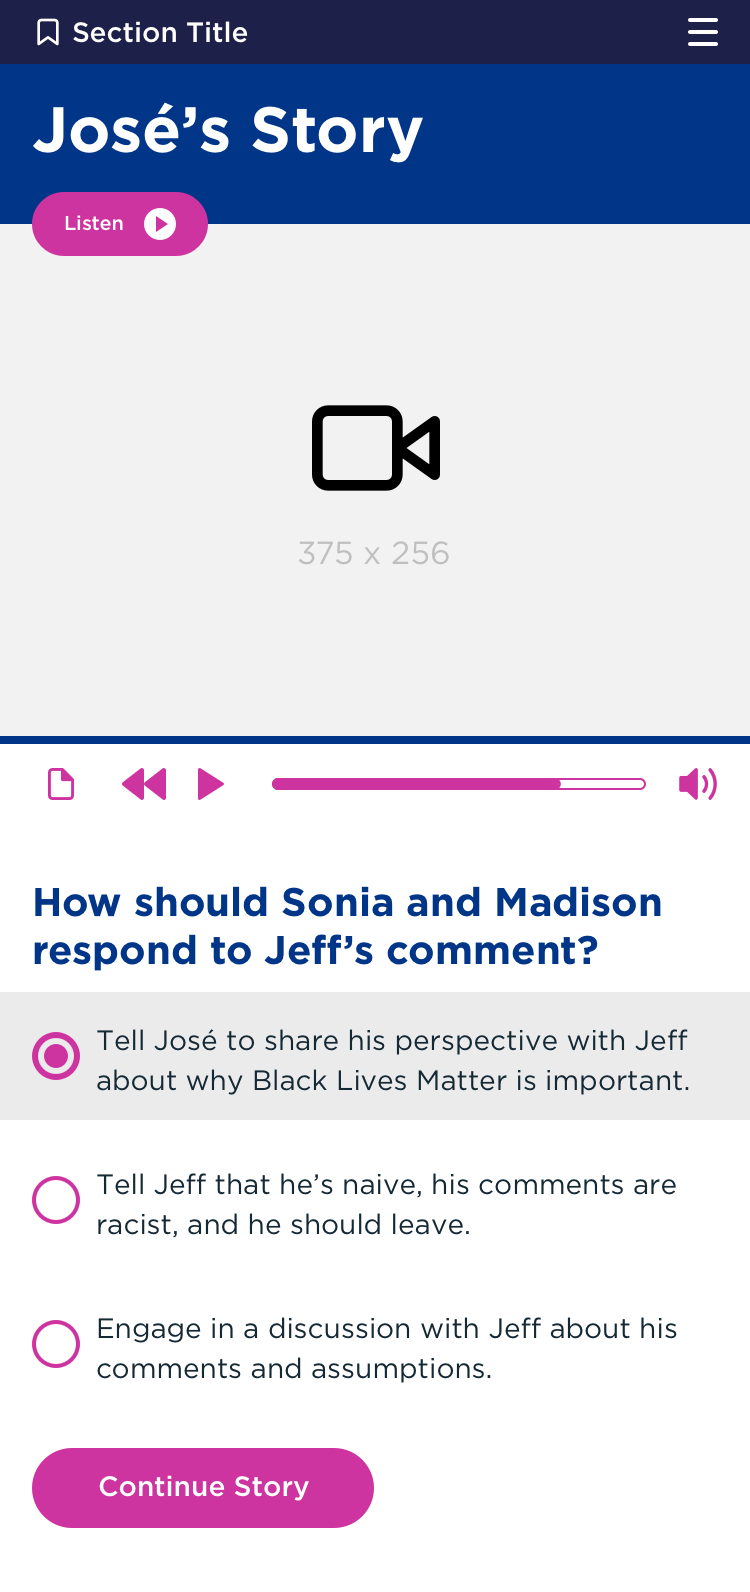 Section Title
José’s Story
Listen
375 x 256
How should Sonia and Madison
respond to Jeff’s comment?
Tell José to share his perspective with Jeff
about why Black Lives Matter is important.
Tell Jeff that he’s naive, his comments are
racist, and he should leave.
Engage in a discussion with Jeff about his
comments and assumptions.
Continue Story